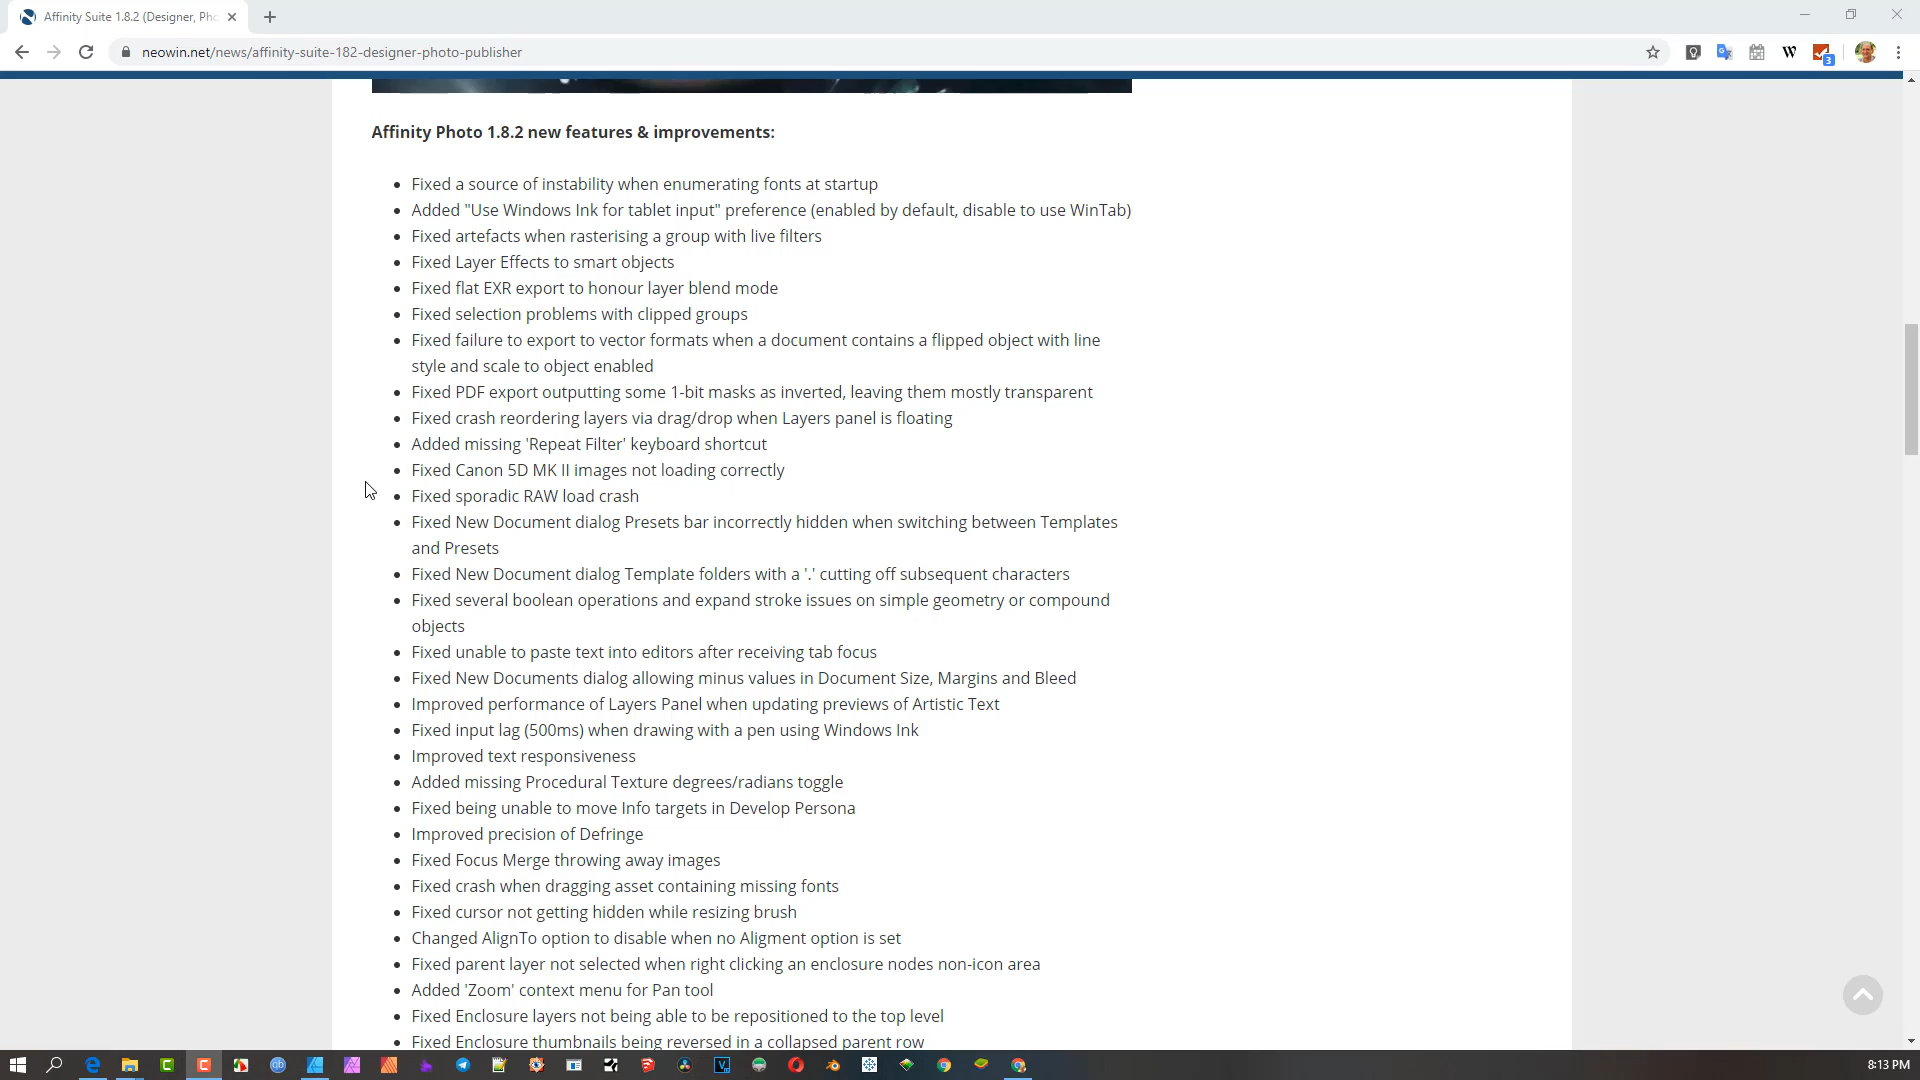 Affinity Suite 1.8.2 (Designer, Pho
neowin.net/news/affinity-suite-182-designer-photo-publisher
3
Affinity Photo 1.8.2 new features & improvements:
Fixed a source of instability when enumerating fonts at startup
Added "Use Windows Ink for tablet input" preference (enabled by default, disable to use WinTab)
Fixed artefacts when rasterising a group with live filters
Fixed Layer Effects to smart objects
Fixed flat EXR export to honour layer blend mode
Fixed selection problems with clipped groups
Fixed failure to export to vector formats when a document contains a flipped object with line
style and scale to object enabled
Fixed PDF export outputting some 1-bit masks as inverted, leaving them mostly transparent
Fixed crash reordering layers via drag/drop when Layers panel is floating
Added missing 'Repeat Filter' keyboard shortcut
Fixed Canon 5D MK II images not loading correctly
Fixed sporadic RAW load crash
Fixed New Document dialog Presets bar incorrectly hidden when switching between Templates
and Presets
Fixed New Document dialog Template folders with a '.' cutting off subsequent characters
Fixed several boolean operations and expand stroke issues on simple geometry or compound
objects
Fixed unable to paste text into editors after receiving tab focus
Fixed New Documents dialog allowing minus values in Document Size, Margins and Bleed
Improved performance of Layers Panel when updating previews of Artistic Text
Fixed input lag (500ms) when drawing with a pen using Windows Ink
Improved text responsiveness
Added missing Procedural Texture degrees/radians toggle
Fixed being unable to move Info targets in Develop Persona
Improved precision of Defringe
Fixed Focus Merge throwing away images
Fixed crash when dragging asset containing missing fonts
Fixed cursor not getting hidden while resizing brush
Changed AlignTo option to disable when no Aligment option is set
Fixed parent layer not selected when right clicking an enclosure nodes non-icon area
Added 'Zoom' context menu for Pan tool
Fixed Enclosure layers not being able to be repositioned to the top level
Fixed Enclosure thumbnails being reversed in a collapsed parent row
8:13 PM